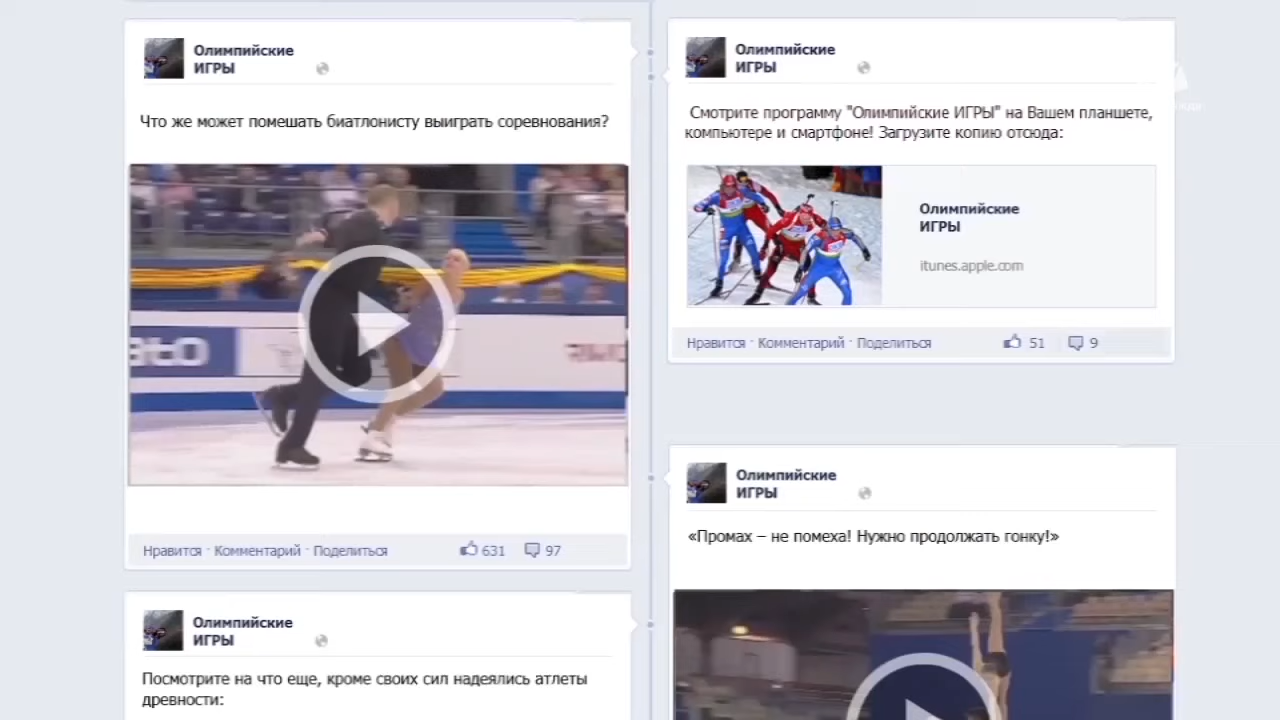 Олимпийские
ИГРЫ
Что же может помешать биатлонисту выиграть соревнования?
Нравится · Комментарий · Поделиться 631 97
Олимпийские
ИГРЫ
Посмотрите на что еще, кроме своих сил надеялись атлеты
древности:
Олимпийские
ИГРЫ
Смотрите программу "Олимпийские ИГРЫ" на Вашем планшете,
компьютере и смартфоне! Загрузите копию отсюда:
Олимпийские
ИГРЫ
itunes.apple.com
Нравится · Комментарий · Поделиться 51 9
Олимпийские
ИГРЫ
«Промах – не помеха! Нужно продолжать гонку!»